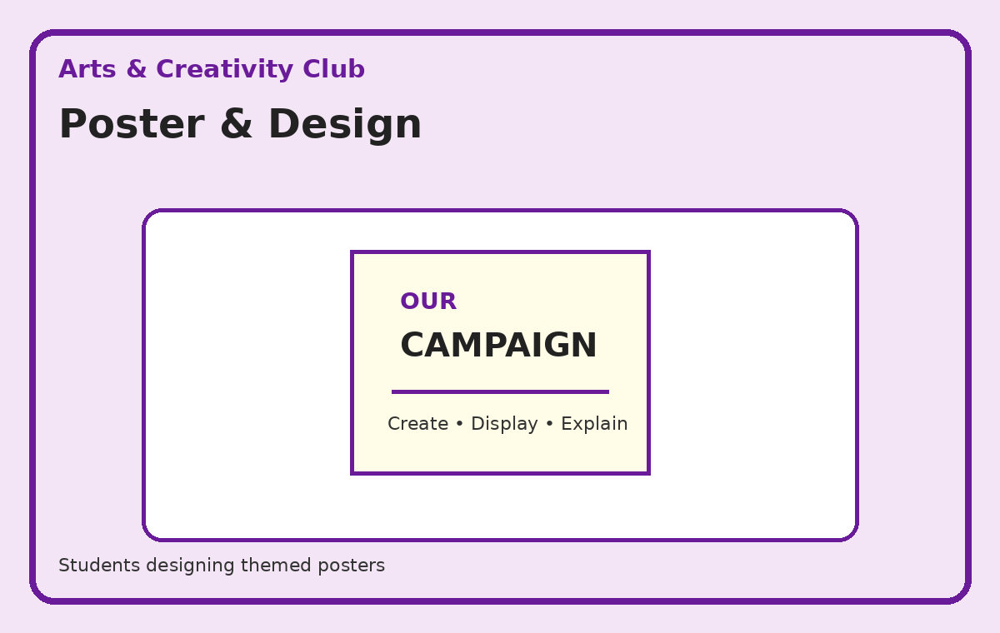 Arts & Creativity Club
Poster & Design
OUR
CAMPAIGN
Create • Display • Explain
Students designing themed posters